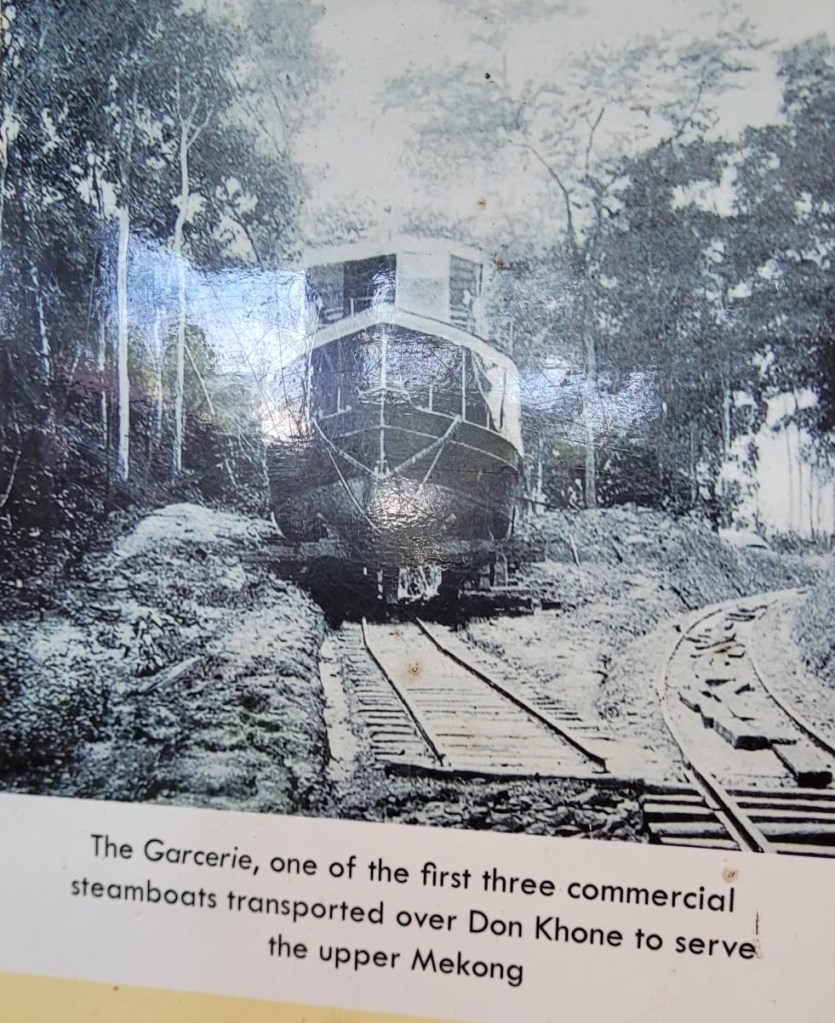 The Garcerie, one of the first three commercial
steamboats transported over Don Khone to serve
the upper Mekong